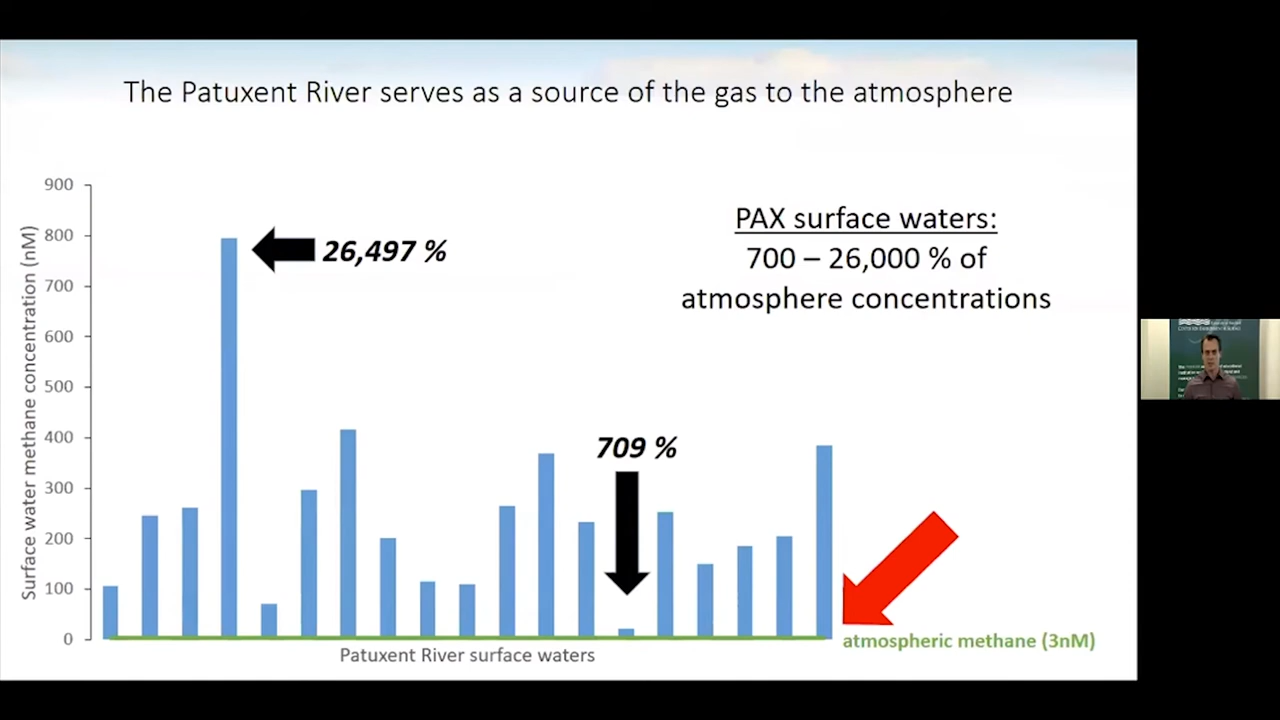 The Patuxent River serves as a source of the gas to the atmosphere
900
800
700
600
500
400
300
200
100
0
Surface water methane concentration (nM)
26,497 %
709 %
PAX surface waters:
700 – 26,000 % of
atmosphere concentrations
atmospheric methane (3nM)
Patuxent River surface waters